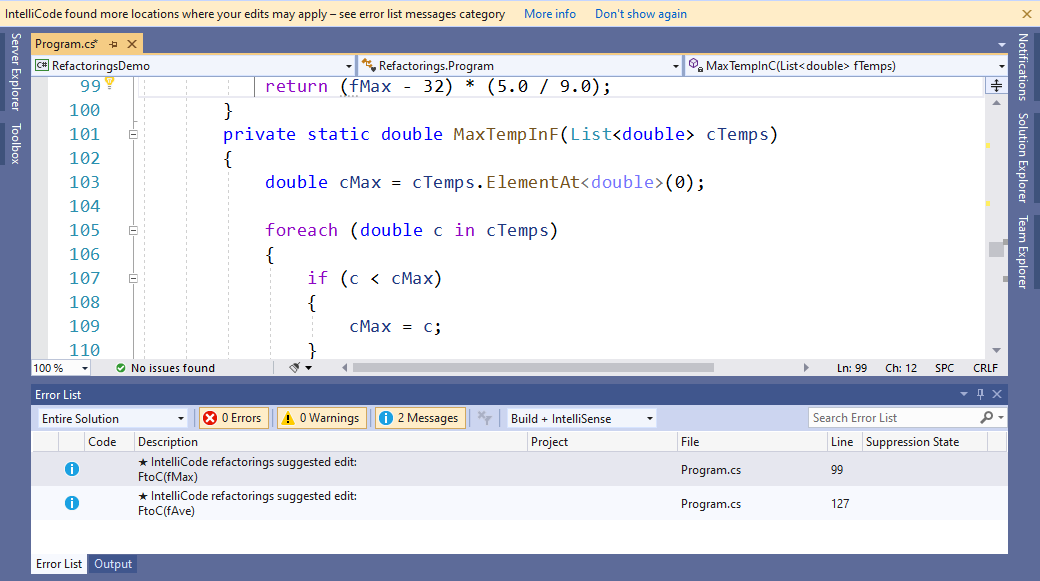 IntelliCode found more locations where your edits may apply – see error list messages category More info Don't show again
Server Explorer
Toolbox
Program.cs*
RefactoringsDemo Refactorings.Program MaxTempInC(List<double> fTemps)
99 return (fMax - 32) * (5.0 / 9.0);
100 }
101 private static double MaxTempInF(List<double> cTemps)
102 {
103 double cMax = cTemps.ElementAt<double>(0);
104
105 foreach (double c in cTemps)
106 {
107 if (c < cMax)
108 {
109 cMax = c;
110 }
100 % No issues found Ln: 99 Ch: 12 SPC CRLF
Notifications
Solution Explorer
Team Explorer
Error List
Entire Solution 0 Errors 0 Warnings 2 Messages Build + IntelliSense Search Error List
Code Description Project File Line Suppression State
★ IntelliCode refactorings suggested edit:
FtoC(fMax) Program.cs 99
★ IntelliCode refactorings suggested edit:
FtoC(fAve) Program.cs 127
Error List Output